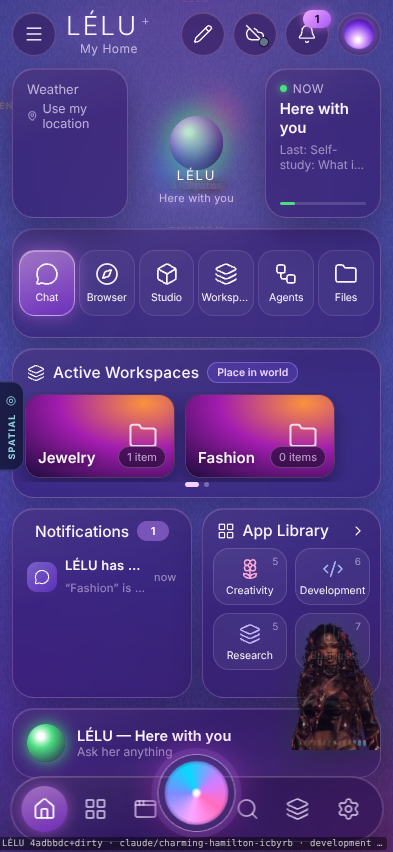 LÉLU +
My Home
1
Weather
Use my
location
LÉLU
Here with you
NOW
Here with
you
Last: Self-
study: What i...
Chat
Browser
Studio
Worksp...
Agents
Files
Active Workspaces
Place in world
SPATIAL
Jewelry
1 item
Fashion
0 items
Notifications
1
LÉLU has ...
"Fashion" is ...
now
App Library
5
Creativity
6
Development
5
Research
7
LÉLU — Here with you
Ask her anything
LÉLU 4adbbdc+dirty · claude/charming-hamilton-icbyrb · development …